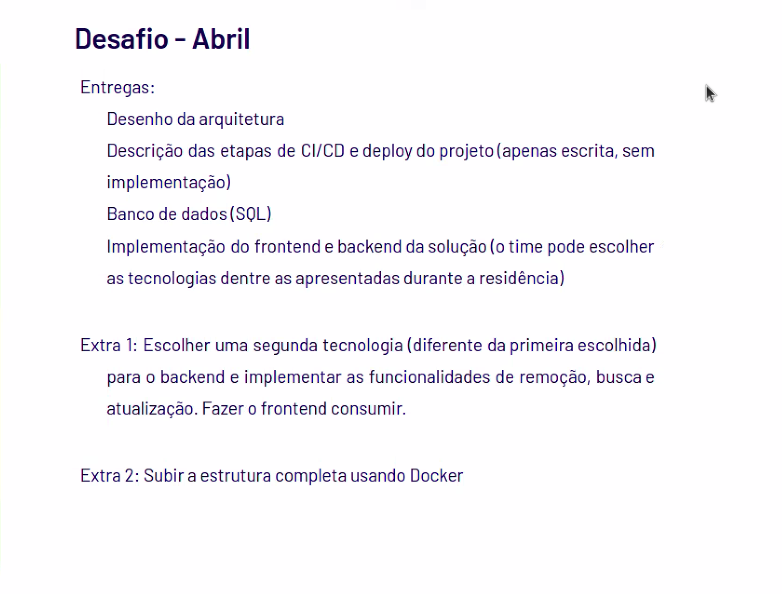 Desafio - Abril
Entregas:
Desenho da arquitetura
Descrição das etapas de CI/CD e deploy do projeto (apenas escrita, sem
implementação)
Banco de dados (SQL)
Implementação do frontend e backend da solução (o time pode escolher
as tecnologias dentre as apresentadas durante a residência)
Extra 1: Escolher uma segunda tecnologia (diferente da primeira escolhida)
para o backend e implementar as funcionalidades de remoção, busca e
atualização. Fazer o frontend consumir.
Extra 2: Subir a estrutura completa usando Docker